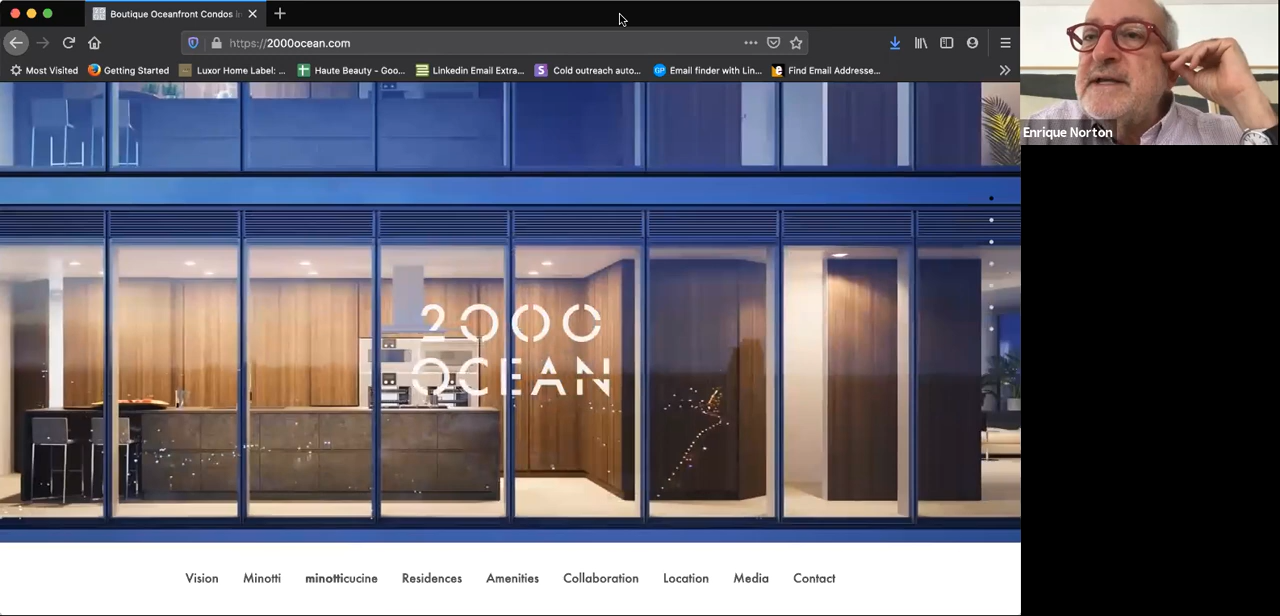 Boutique Oceanfront Condos in
https://2000ocean.com
Most Visited
Getting Started
Luxor Home Label: ...
Haute Beauty - Goo...
Linkedin Email Extra...
Cold outreach auto...
Email finder with Lin...
Find Email Addresse...
Enrique Norton
2000
OCEAN
Vision Minotti minotticucine Residences Amenities Collaboration Location Media Contact